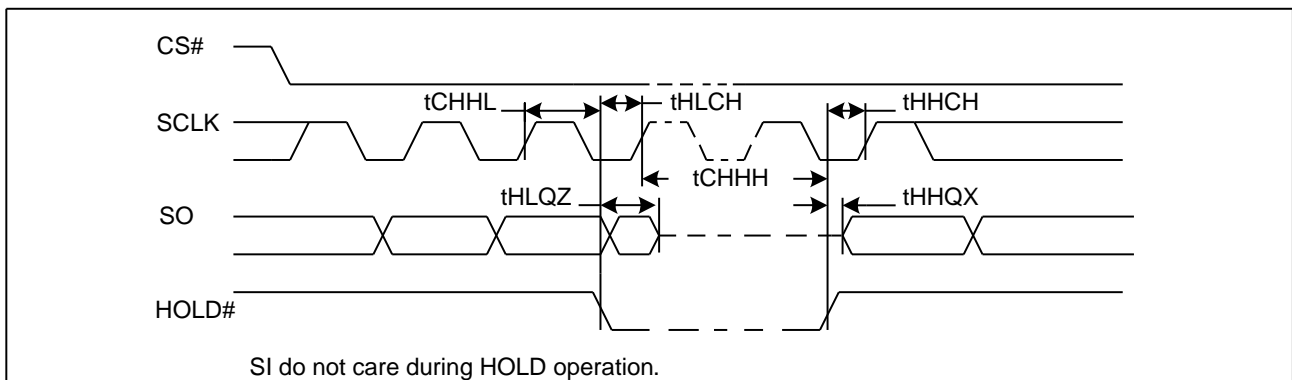 CS#
tCHHL
tHLCH
tHHCH
SCLK
tCHHH
tHLQZ
tHHQX
SO
HOLD#
SI do not care during HOLD operation.